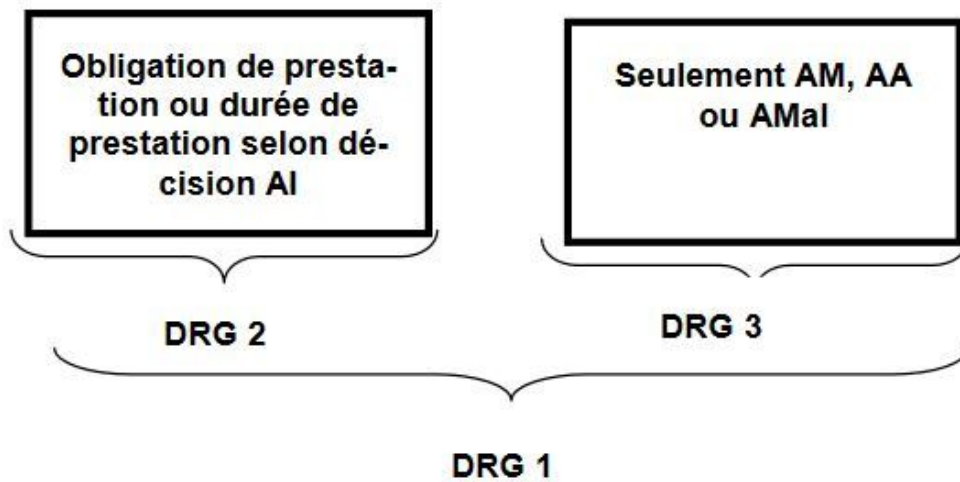 Obligation de presta-
tion ou durée de
prestation selon dé-
cision AI
Seulement AM, AA
ou AMal
DRG 2
DRG 3
DRG 1